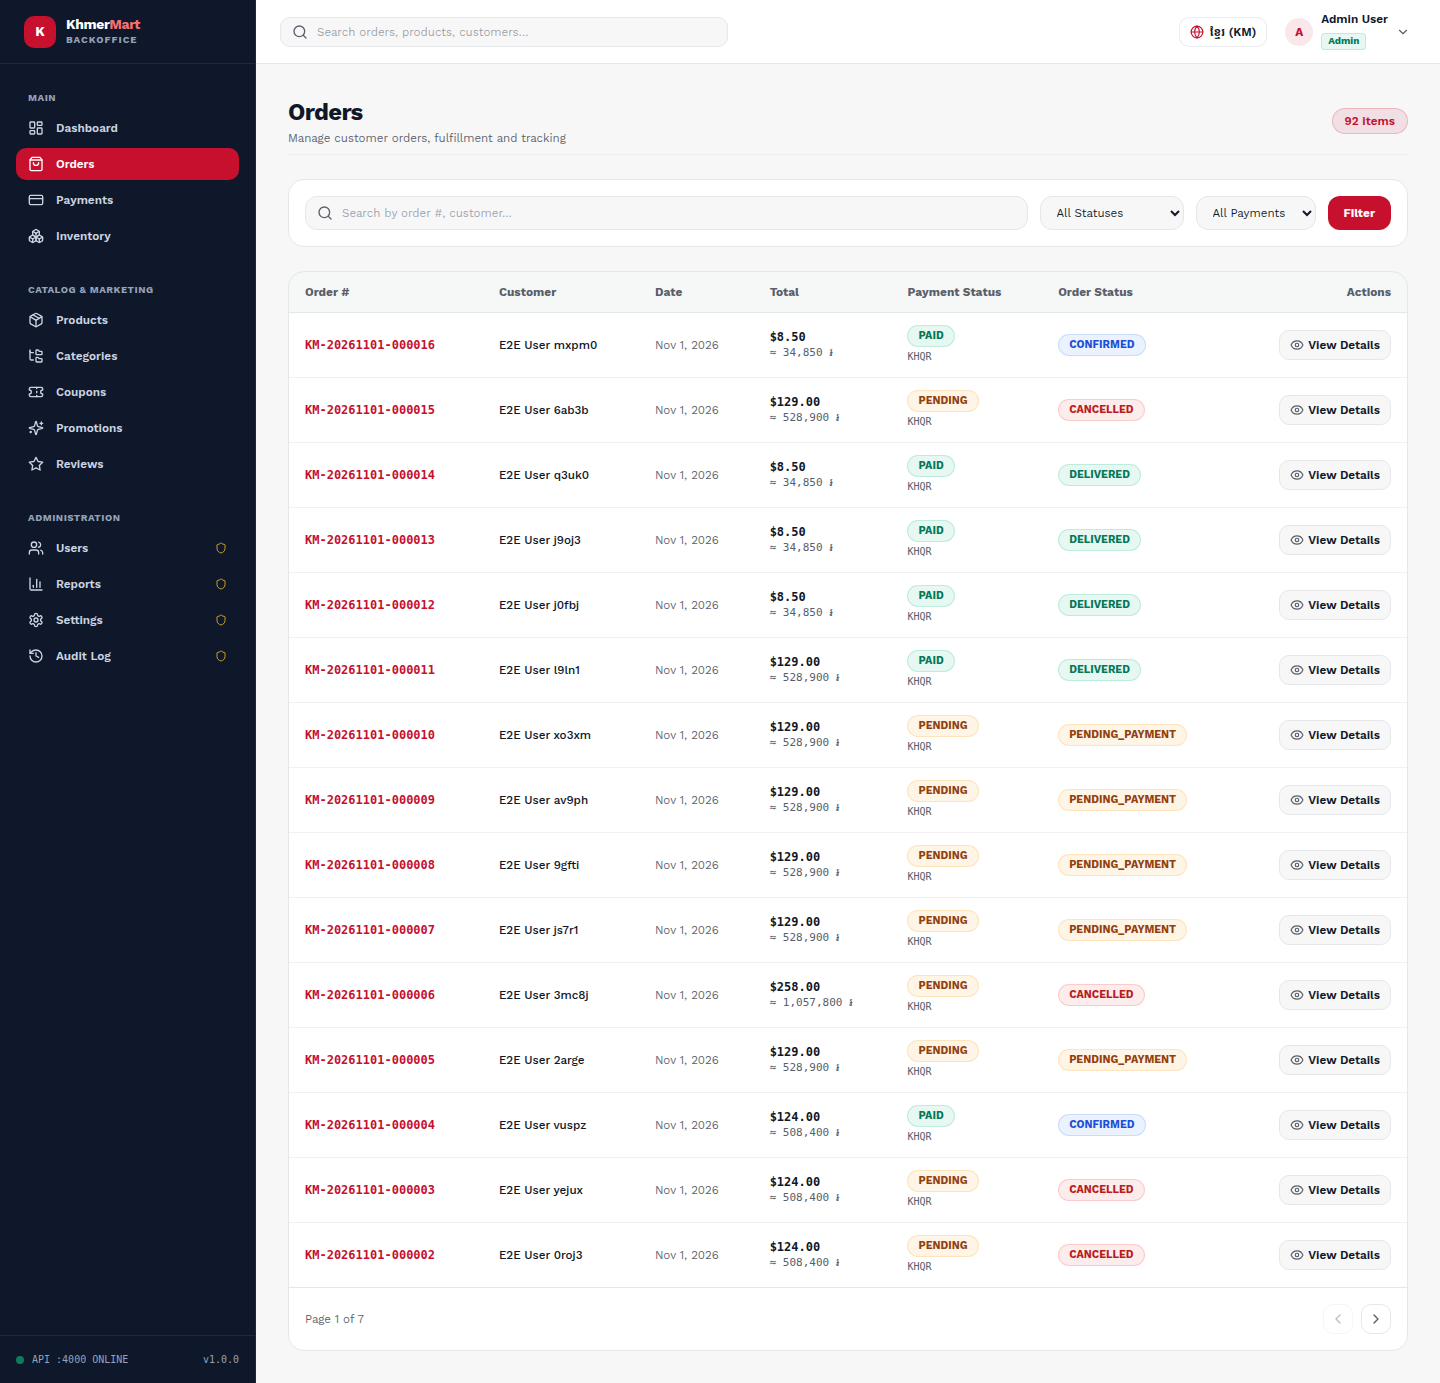 K
KhmerMart
BACKOFFICE
Search orders, products, customers...
ខ្មែរ (KM)
A
Admin User
Admin
MAIN
Dashboard
Orders
Payments
Inventory
CATALOG & MARKETING
Products
Categories
Coupons
Promotions
Reviews
ADMINISTRATION
Users
Reports
Settings
Audit Log
API :4000 ONLINE v1.0.0
Orders
Manage customer orders, fulfillment and tracking
92 items
Search by order #, customer...
All Statuses
All Payments
Filter
Order # Customer Date Total Payment Status Order Status Actions
KM-20261101-000016 E2E User mxpm0 Nov 1, 2026 $8.50 PAID CONFIRMED View Details
≈ 34,850 ៛ KHQR
KM-20261101-000015 E2E User 6ab3b Nov 1, 2026 $129.00 PENDING CANCELLED View Details
≈ 528,900 ៛ KHQR
KM-20261101-000014 E2E User q3uk0 Nov 1, 2026 $8.50 PAID DELIVERED View Details
≈ 34,850 ៛ KHQR
KM-20261101-000013 E2E User j9oj3 Nov 1, 2026 $8.50 PAID DELIVERED View Details
≈ 34,850 ៛ KHQR
KM-20261101-000012 E2E User j0fbj Nov 1, 2026 $8.50 PAID DELIVERED View Details
≈ 34,850 ៛ KHQR
KM-20261101-000011 E2E User l9ln1 Nov 1, 2026 $129.00 PAID DELIVERED View Details
≈ 528,900 ៛ KHQR
KM-20261101-000010 E2E User xo3xm Nov 1, 2026 $129.00 PENDING PENDING_PAYMENT View Details
≈ 528,900 ៛ KHQR
KM-20261101-000009 E2E User av9ph Nov 1, 2026 $129.00 PENDING PENDING_PAYMENT View Details
≈ 528,900 ៛ KHQR
KM-20261101-000008 E2E User 9gfti Nov 1, 2026 $129.00 PENDING PENDING_PAYMENT View Details
≈ 528,900 ៛ KHQR
KM-20261101-000007 E2E User js7r1 Nov 1, 2026 $129.00 PENDING PENDING_PAYMENT View Details
≈ 528,900 ៛ KHQR
KM-20261101-000006 E2E User 3mc8j Nov 1, 2026 $258.00 PENDING CANCELLED View Details
≈ 1,057,800 ៛ KHQR
KM-20261101-000005 E2E User 2arge Nov 1, 2026 $129.00 PENDING PENDING_PAYMENT View Details
≈ 528,900 ៛ KHQR
KM-20261101-000004 E2E User vuspz Nov 1, 2026 $124.00 PAID CONFIRMED View Details
≈ 508,400 ៛ KHQR
KM-20261101-000003 E2E User yejux Nov 1, 2026 $124.00 PENDING CANCELLED View Details
≈ 508,400 ៛ KHQR
KM-20261101-000002 E2E User 0roj3 Nov 1, 2026 $124.00 PENDING CANCELLED View Details
≈ 508,400 ៛ KHQR
Page 1 of 7